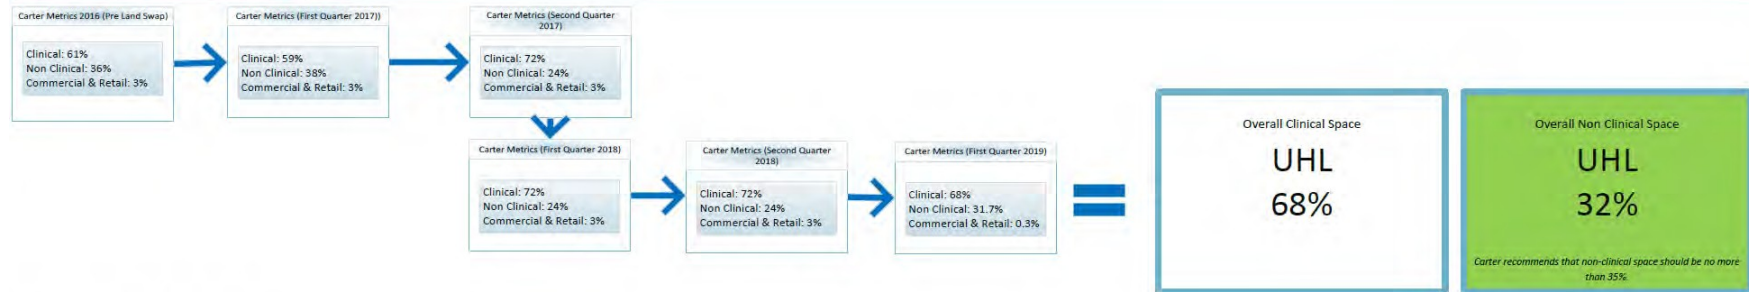 Carter Metrics 2016 (Pre Land Swap)
Clinical: 61%
Non Clinical: 36%
Commercial & Retail: 3%
Carter Metrics (First Quarter 2017))
Clinical: 59%
Non Clinical: 38%
Commercial & Retail: 3%
Carter Metrics (Second Quarter
2017)
Clinical: 72%
Non Clinical: 24%
Commercial & Retail: 3%
Carter Metrics (First Quarter 2018)
Clinical: 72%
Non Clinical: 24%
Commercial & Retail: 3%
Carter Metrics (Second Quarter
2018)
Clinical: 72%
Non Clinical: 24%
Commercial & Retail: 3%
Carter Metrics (First Quarter 2019)
Clinical: 68%
Non Clinical: 31.7%
Commercial & Retail: 0.3%
=
Overall Clinical Space
UHL
68%
Overall Non Clinical Space
UHL
32%
Carter recommends that non-clinical space should be no more
than 35%